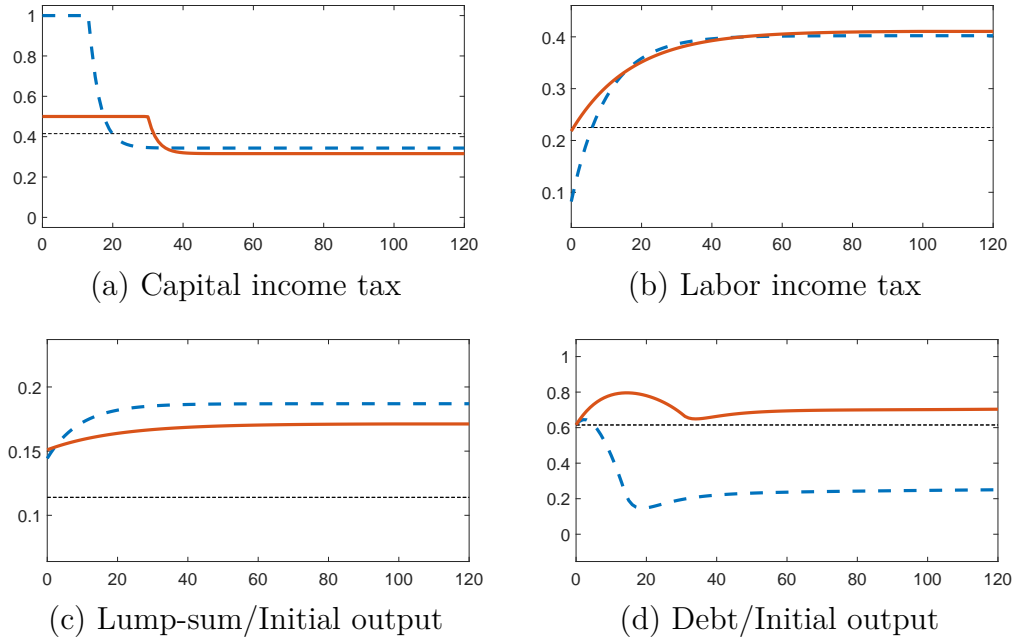 1
0.8
0.6
0.4
0.2
0
0 20 40 60 80 100 120
(a) Capital income tax
0.4
0.3
0.2
0.1
0 20 40 60 80 100 120
(b) Labor income tax
0.2
0.15
0.1
0 20 40 60 80 100 120
(c) Lump-sum/Initial output
1
0.8
0.6
0.4
0.2
0
0 20 40 60 80 100 120
(d) Debt/Initial output